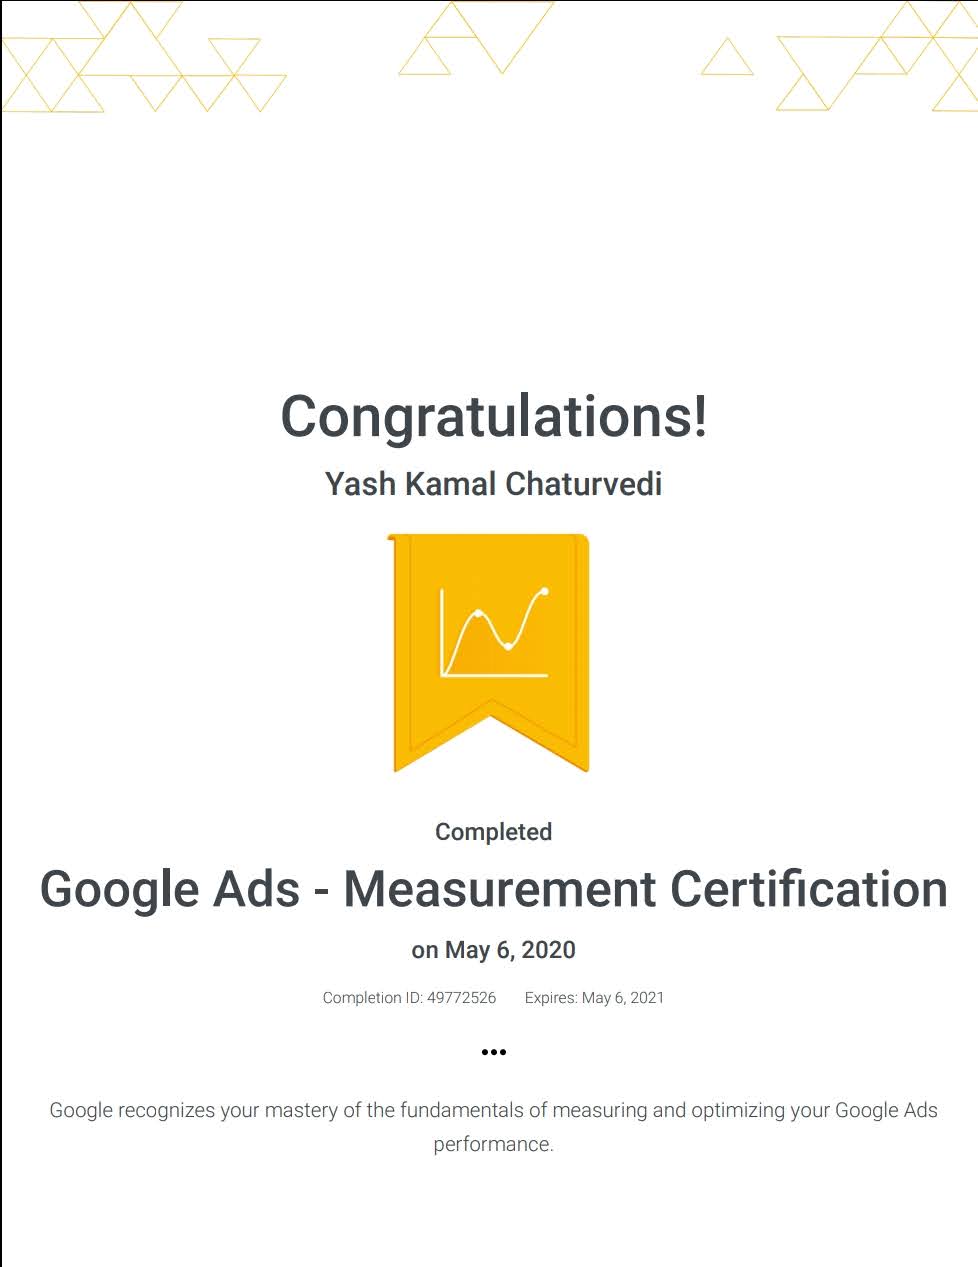 Congratulations!
Yash Kamal Chaturvedi
Completed
Google Ads - Measurement Certification
on May 6, 2020
Completion ID: 49772526 Expires: May 6, 2021
•••
Google recognizes your mastery of the fundamentals of measuring and optimizing your Google Ads
performance.